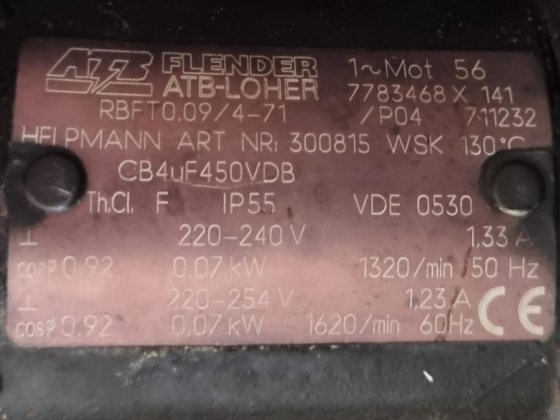 ATB FLENDER 1~Mot 56
ATB-LOHER 7783468 X 141
RBFT0.09/4-71 /P04 711232
HELPMANN ART NR: 300815 WSK 130°C
CB4uF450VDB
Th.Cl. F IP55 VDE 0530
⊥ 220-240 V 1,33 A
cosφ 0.92 0.07 kW 1320/min 50 Hz
⊥ 220-254 V 1,23 A
cosφ 0.92 0.07 kW 1620/min 60Hz CE